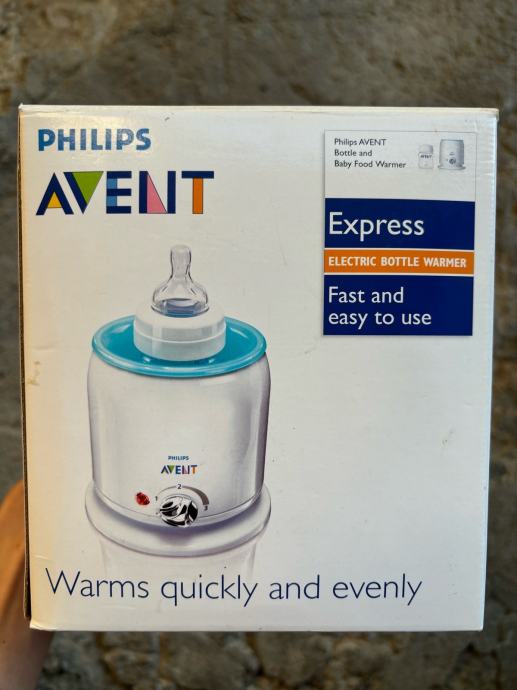 PHILIPS
AVENT
Philips AVENT
Bottle and
Baby Food Warmer
AVENT
Express
ELECTRIC BOTTLE WARMER
Fast and
easy to use
PHILIPS
AVENT
1 2 3
Warms quickly and evenly